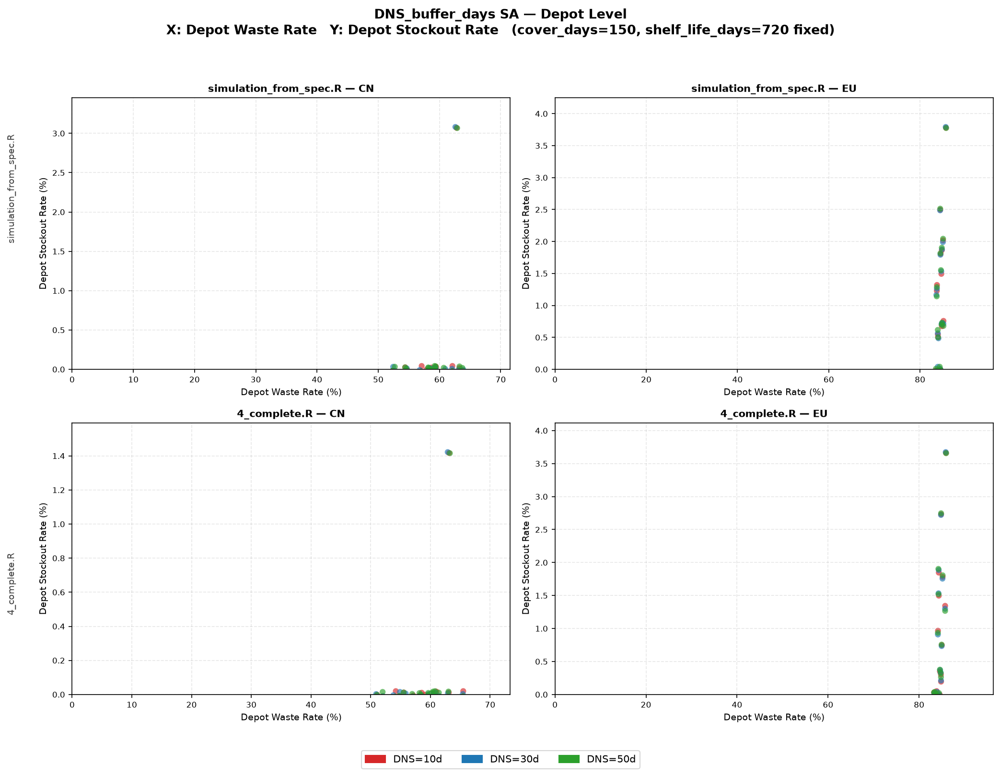 DNS_buffer_days SA — Depot Level
X: Depot Waste Rate   Y: Depot Stockout Rate   (cover_days=150, shelf_life_days=720 fixed)
simulation_from_spec.R
simulation_from_spec.R — CN
Depot Stockout Rate (%)
3.0
2.5
2.0
1.5
1.0
0.5
0.0
0 10 20 30 40 50 60 70
Depot Waste Rate (%)
simulation_from_spec.R — EU
Depot Stockout Rate (%)
4.0
3.5
3.0
2.5
2.0
1.5
1.0
0.5
0.0
0 20 40 60 80
Depot Waste Rate (%)
4_complete.R
4_complete.R — CN
Depot Stockout Rate (%)
1.4
1.2
1.0
0.8
0.6
0.4
0.2
0.0
0 10 20 30 40 50 60 70
Depot Waste Rate (%)
4_complete.R — EU
Depot Stockout Rate (%)
4.0
3.5
3.0
2.5
2.0
1.5
1.0
0.5
0.0
0 20 40 60 80
Depot Waste Rate (%)
DNS=10d DNS=30d DNS=50d